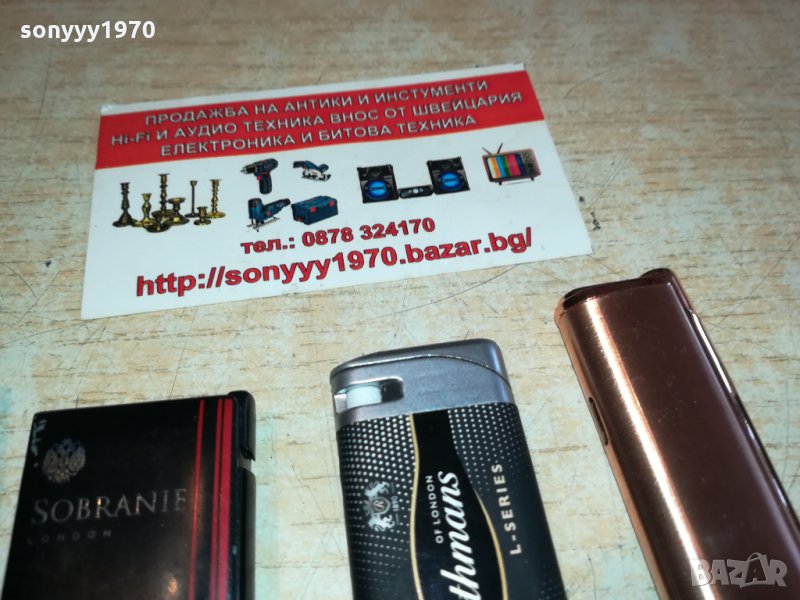 sonyyy1970
ПРОДАЖБА НА АНТИКИ И ИНСТУМЕНТИ
Hi-Fi И АУДИО ТЕХНИКА ВНОС ОТ ШВЕИЦАРИЯ
ЕЛЕКТРОНИКА И БИТОВА ТЕХНИКА
тел.: 0878 324170
http://sonyyy1970.bazar.bg/
SOBRANIE
LONDON
thmans
OF LONDON
L-SERIES
BAZAR